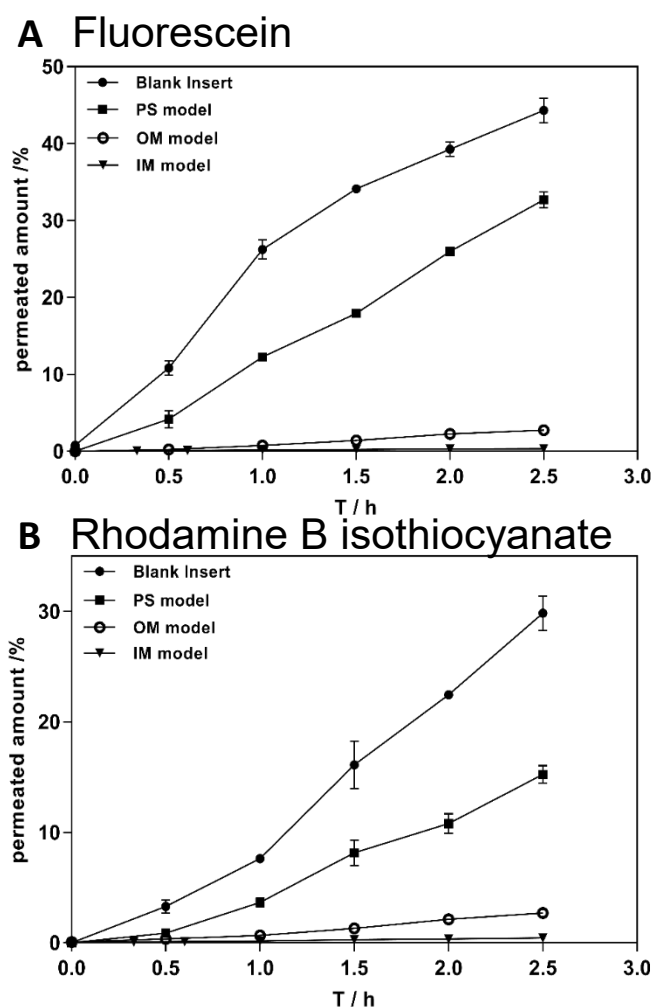 A Fluorescein
50
Blank Insert
PS model
OM model
IM model
40
30
20
10
0
permeated amount /%
0.0 0.5 1.0 1.5 2.0 2.5 3.0
T / h
B Rhodamine B isothiocyanate
Blank Insert
PS model
OM model
IM model
30
20
10
0
permeated amount /%
0.0 0.5 1.0 1.5 2.0 2.5 3.0
T / h